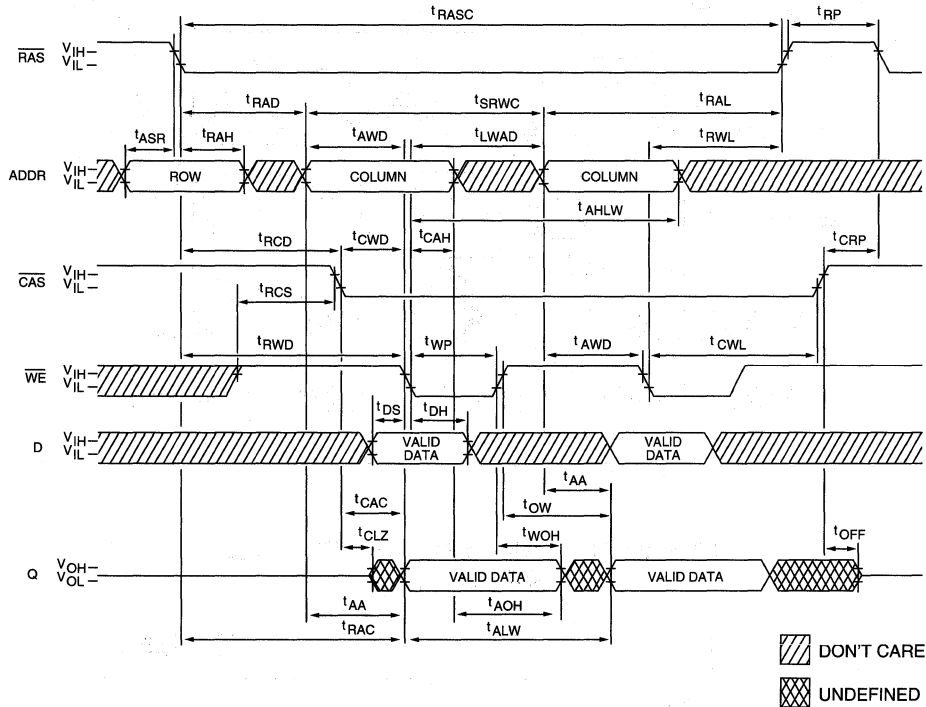 tRASC tRP
RAS VIH
VIL
tRAD tSRWC tRAL
tASR tRAH tAWD tLWAD tRWL
ADDR VIH
VIL
ROW COLUMN COLUMN
tAHLW
tRCD tCWD tCAH tCRP
CAS VIH
VIL
tRCS
tRWD tWP tAWD tCWL
WE VIH
VIL
tDS tDH
D VIH
VIL
VALID DATA VALID DATA
tAA
tCAC tOW
tCLZ tWOH tOFF
Q VOH
VOL
VALID DATA VALID DATA
tAA tAOH
tRAC tALW
DON'T CARE
UNDEFINED